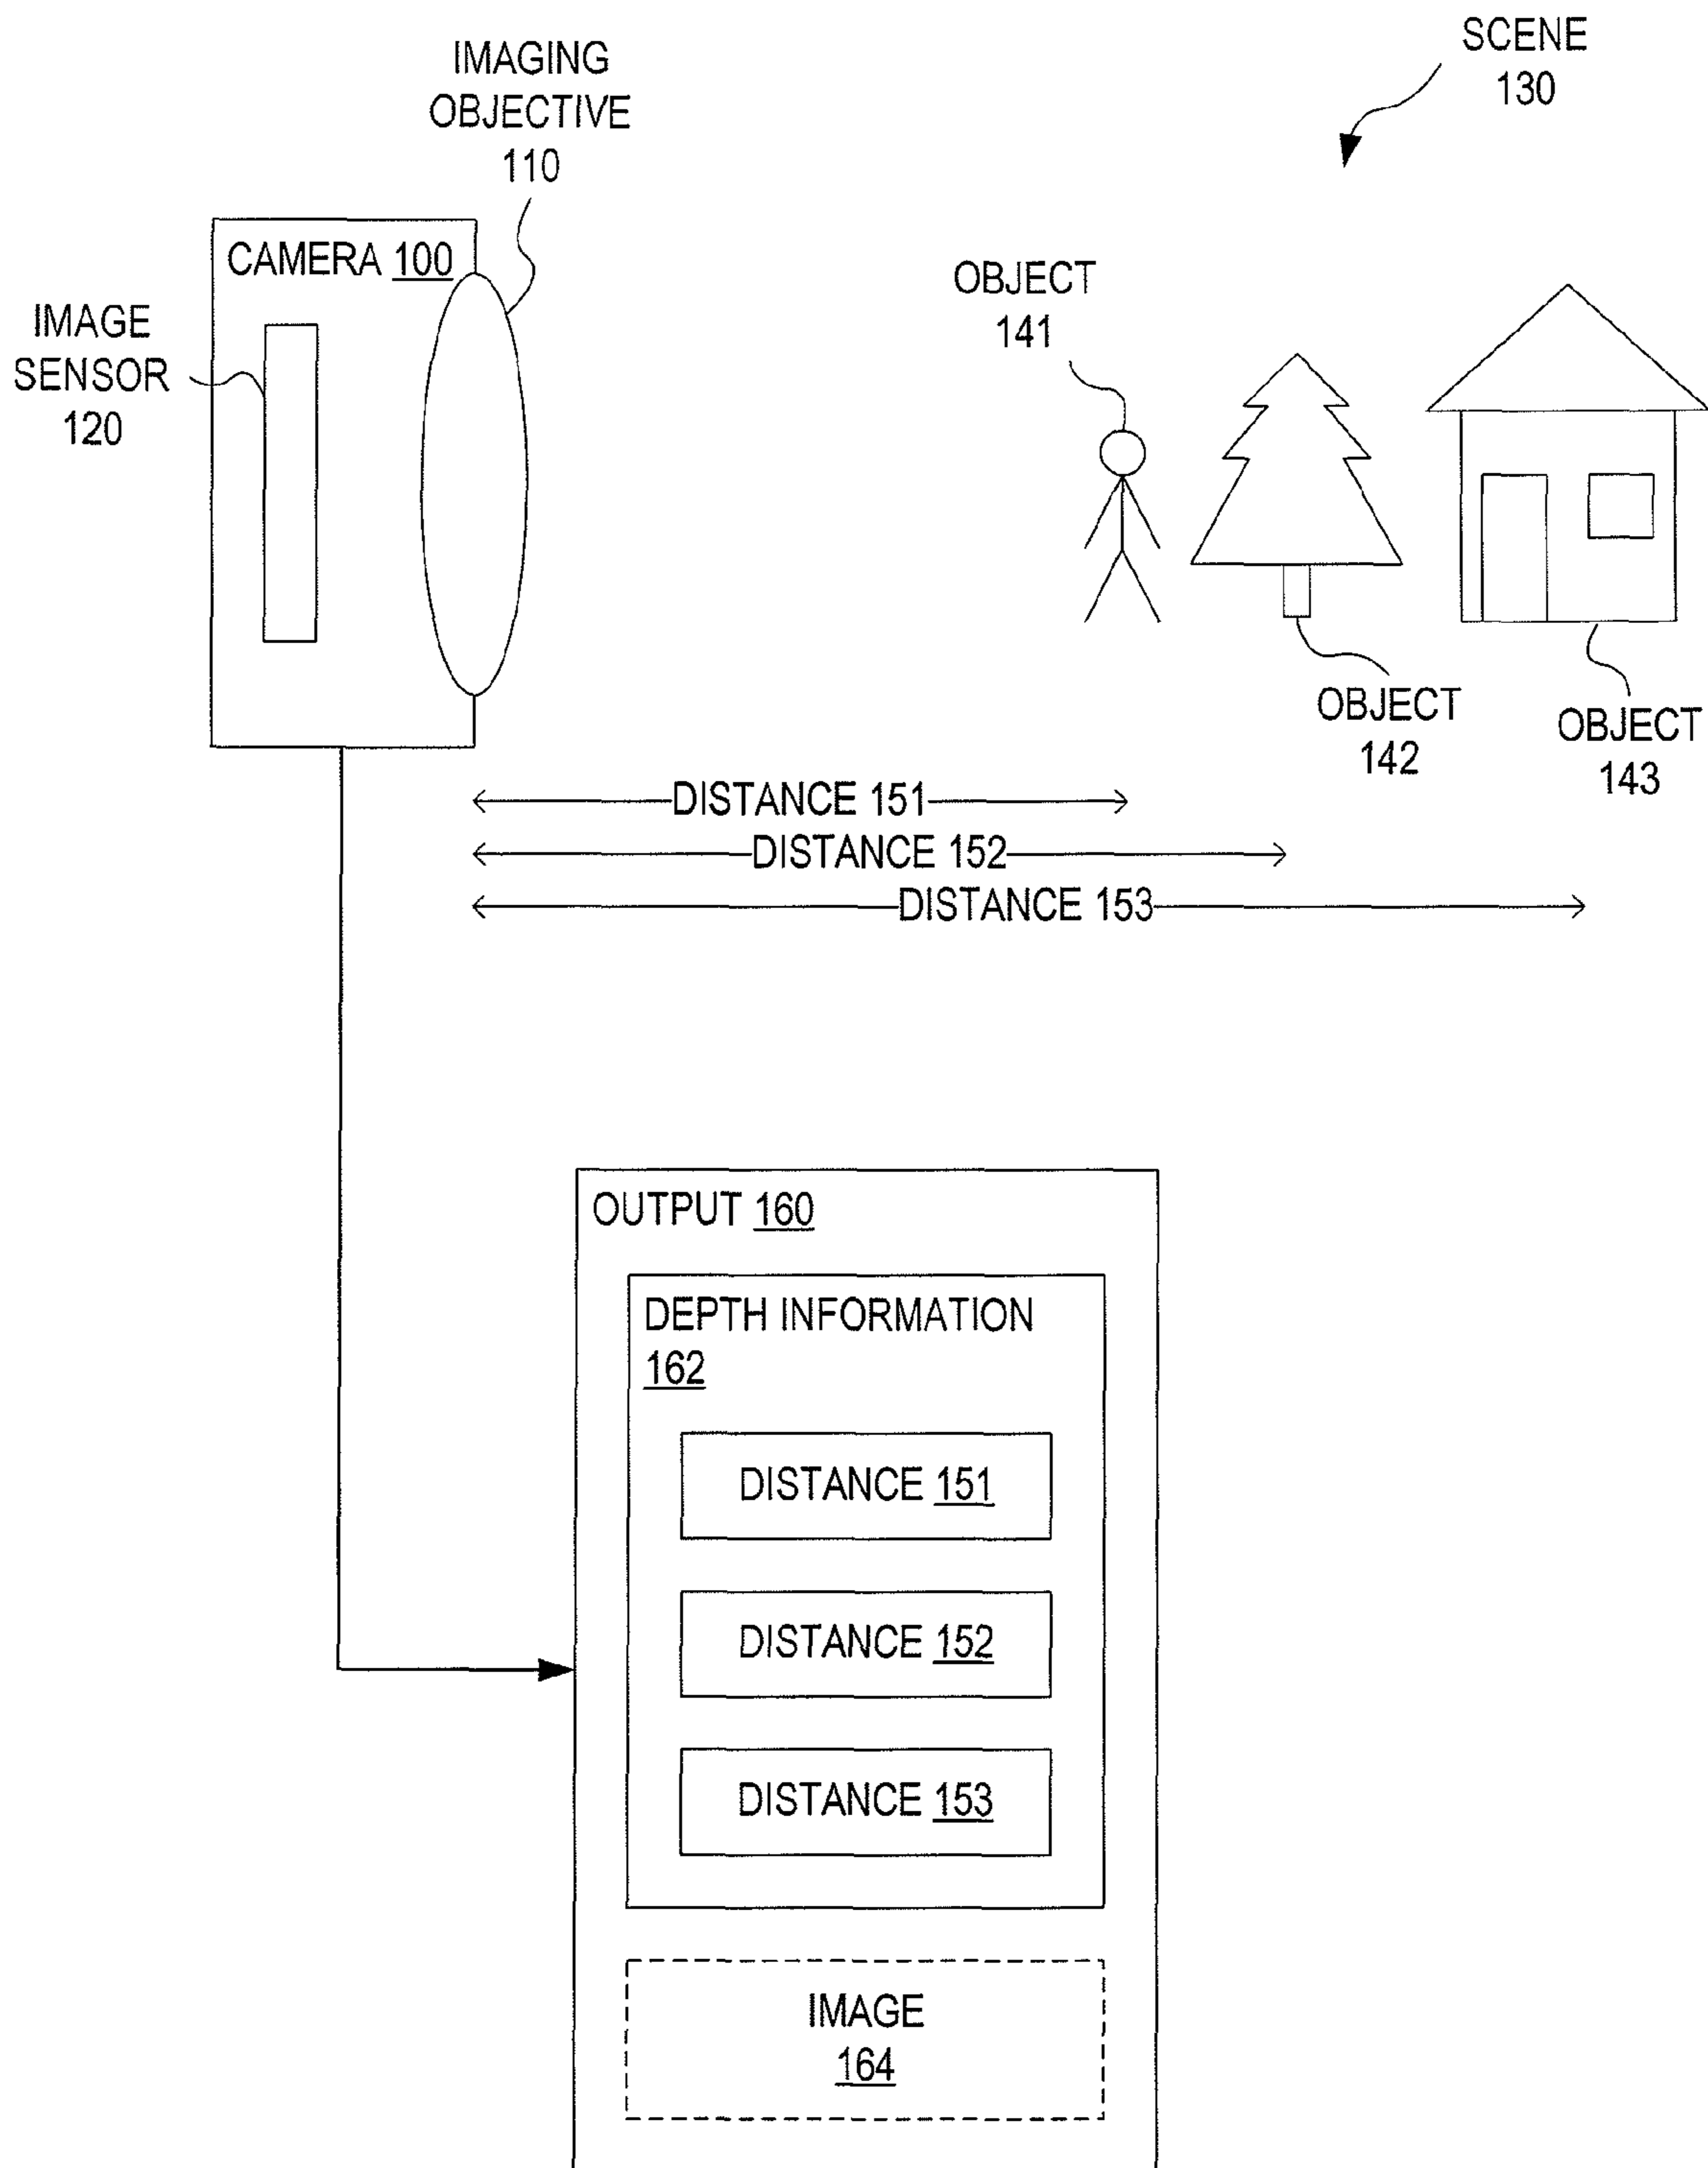 SCENE
130
IMAGING
OBJECTIVE
110
CAMERA 100
IMAGE
SENSOR
120
OBJECT
141
OBJECT
142
OBJECT
143
DISTANCE 151
DISTANCE 152
DISTANCE 153
OUTPUT 160
DEPTH INFORMATION
162
DISTANCE 151
DISTANCE 152
DISTANCE 153
IMAGE
164